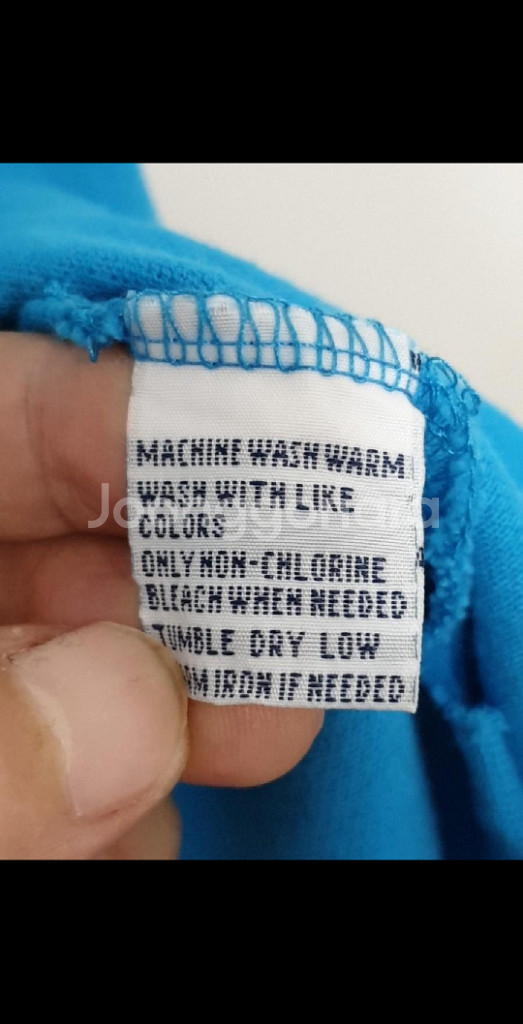 MACHINE WASH WARM
WASH WITH LIKE
COLORS
ONLY NON-CHLORINE
BLEACH WHEN NEEDED
TUMBLE DRY LOW
IRON IF NEEDED